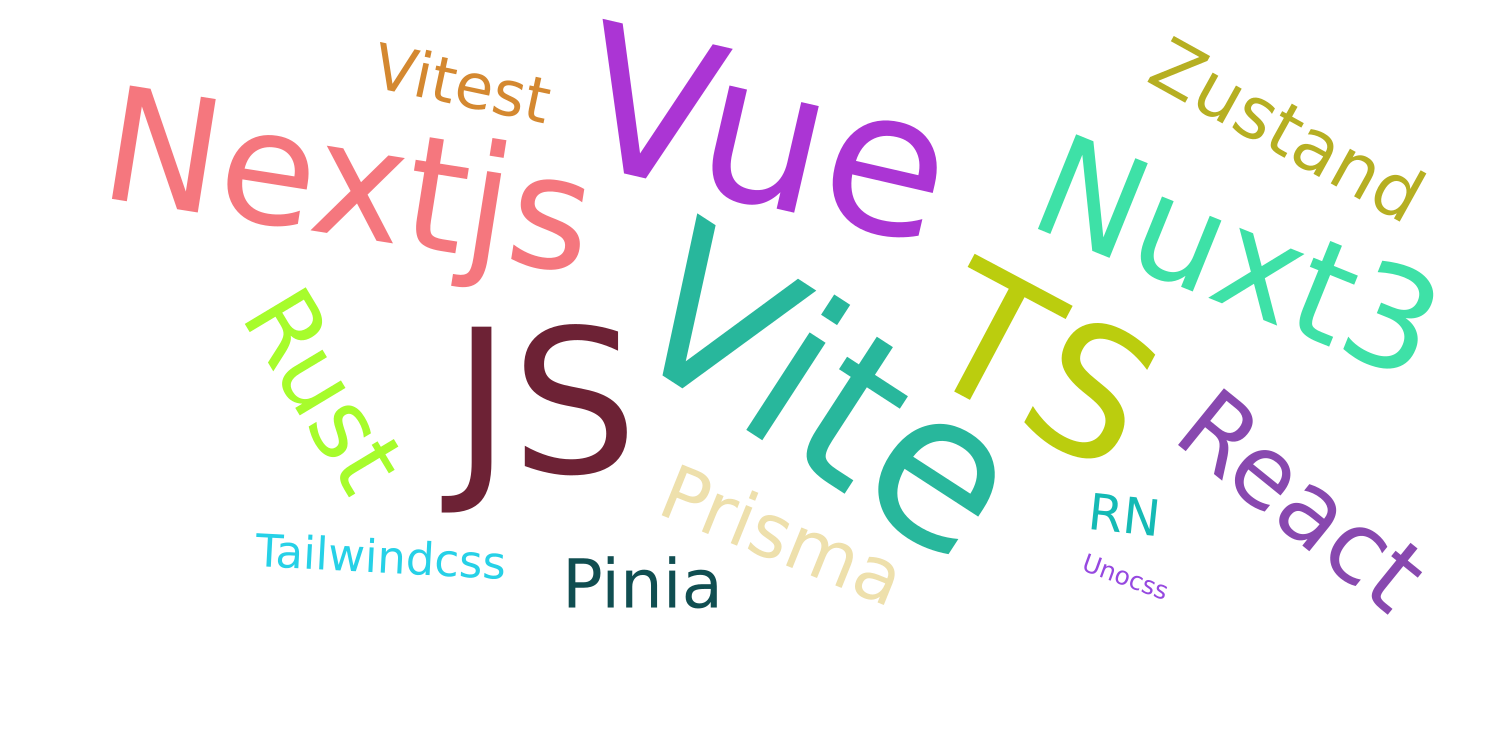 Vitest
Vue
Zustand
Nextjs
Nuxt3
Vite
TS
Rust
JS
React
Prisma
RN
Tailwindcss
Pinia
Unocss